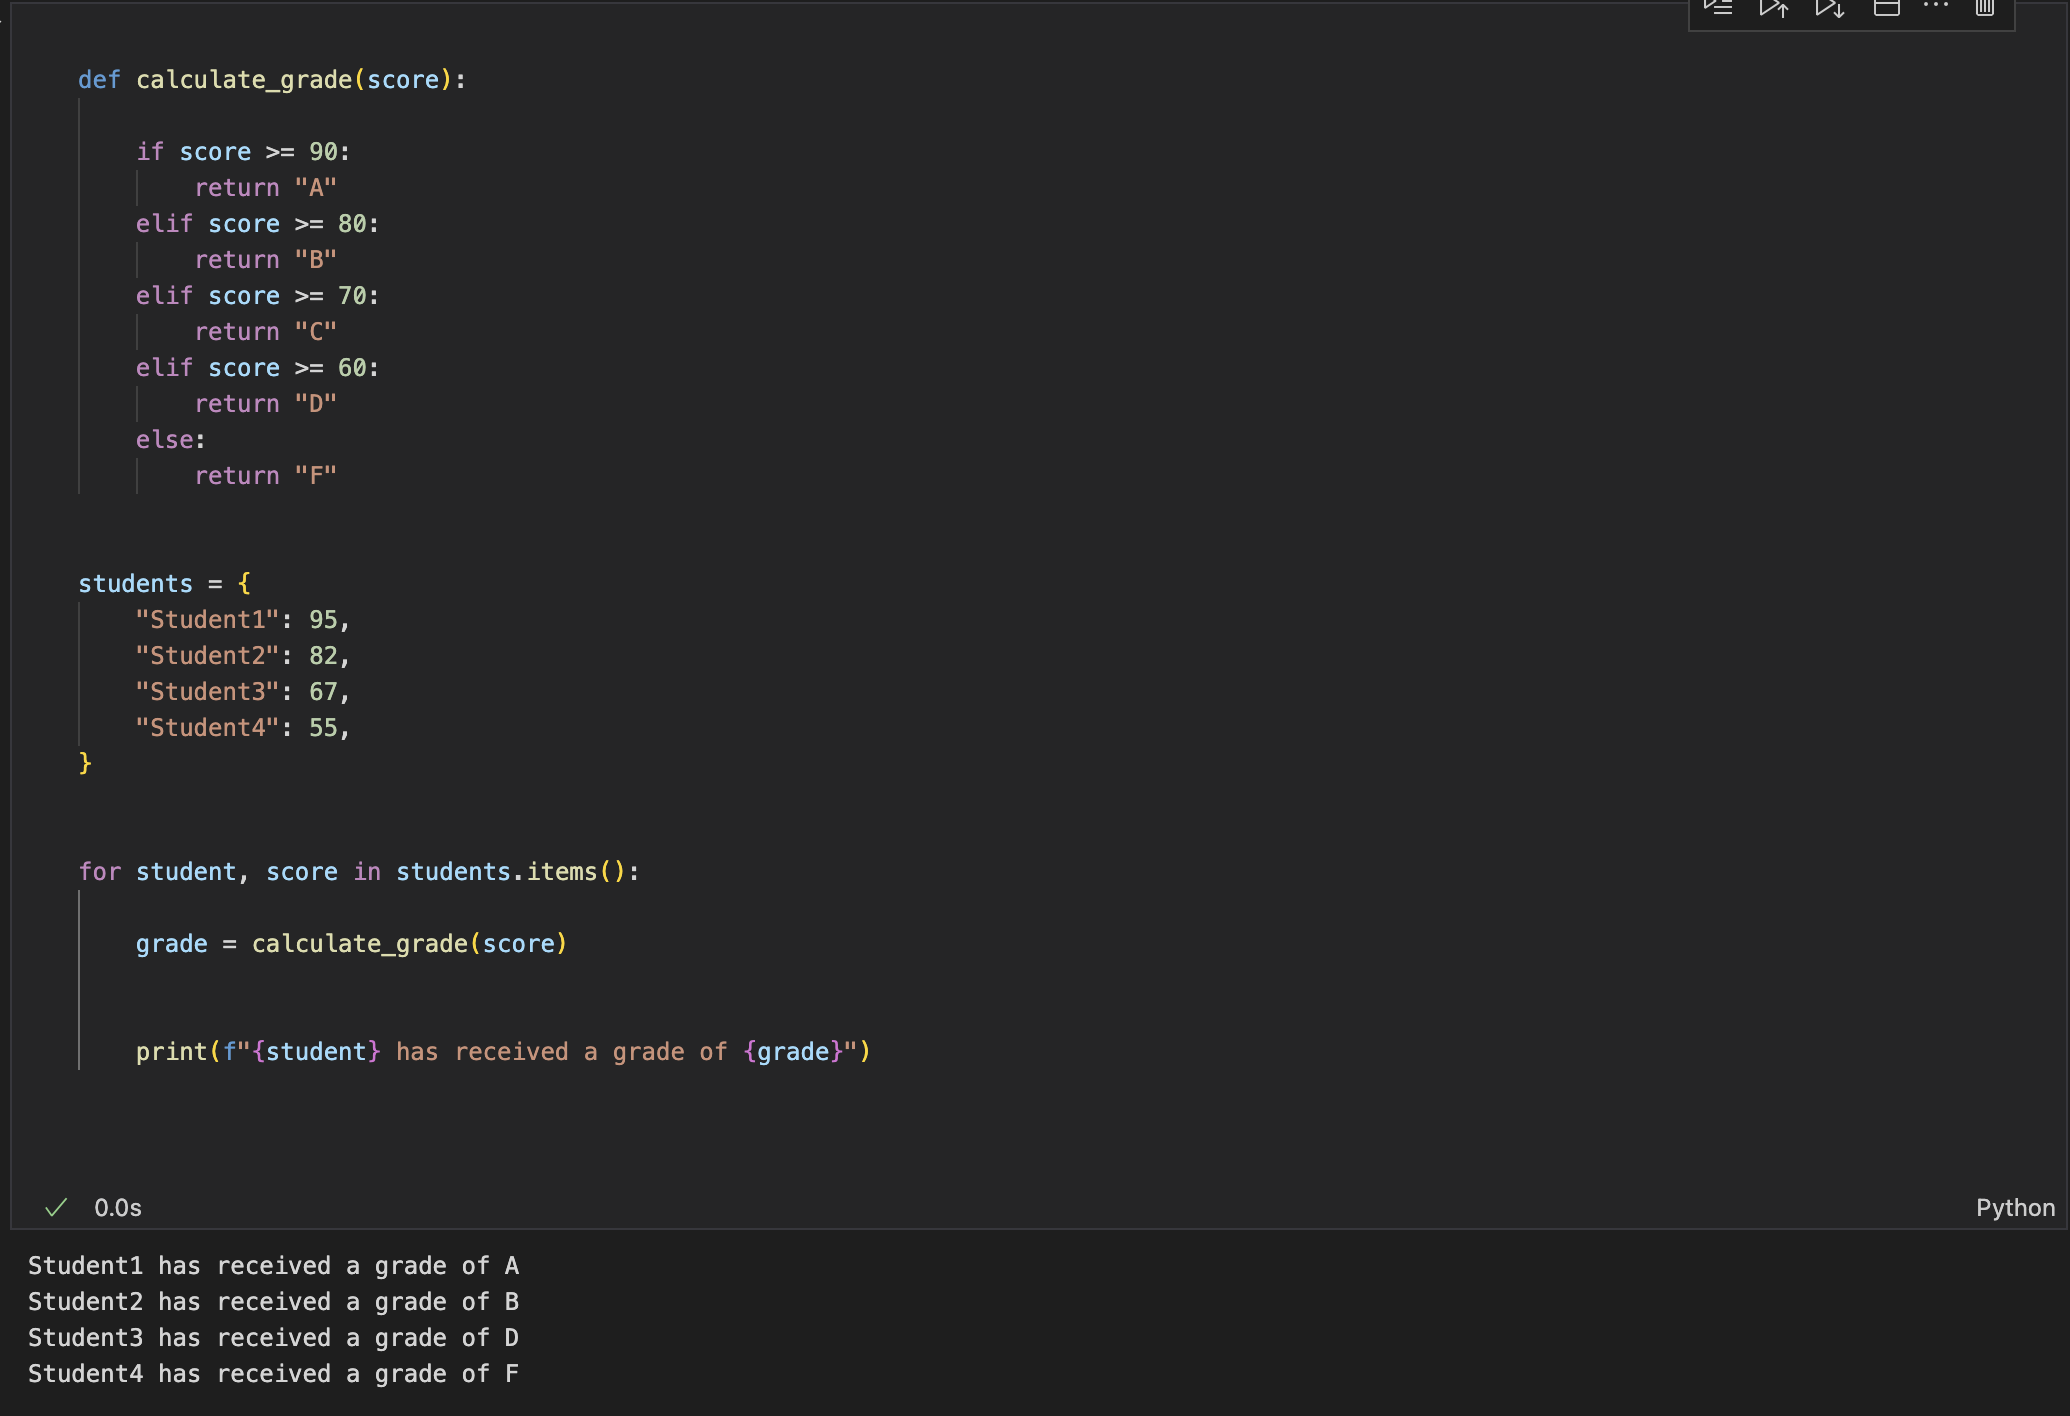 def calculate_grade(score):
    if score >= 90:
        return "A"
    elif score >= 80:
        return "B"
    elif score >= 70:
        return "C"
    elif score >= 60:
        return "D"
    else:
        return "F"
students = {
    "Student1": 95,
    "Student2": 82,
    "Student3": 67,
    "Student4": 55,
}
for student, score in students.items():
    grade = calculate_grade(score)
    print(f"{student} has received a grade of {grade}")
0.0s
Python
Student1 has received a grade of A
Student2 has received a grade of B
Student3 has received a grade of D
Student4 has received a grade of F